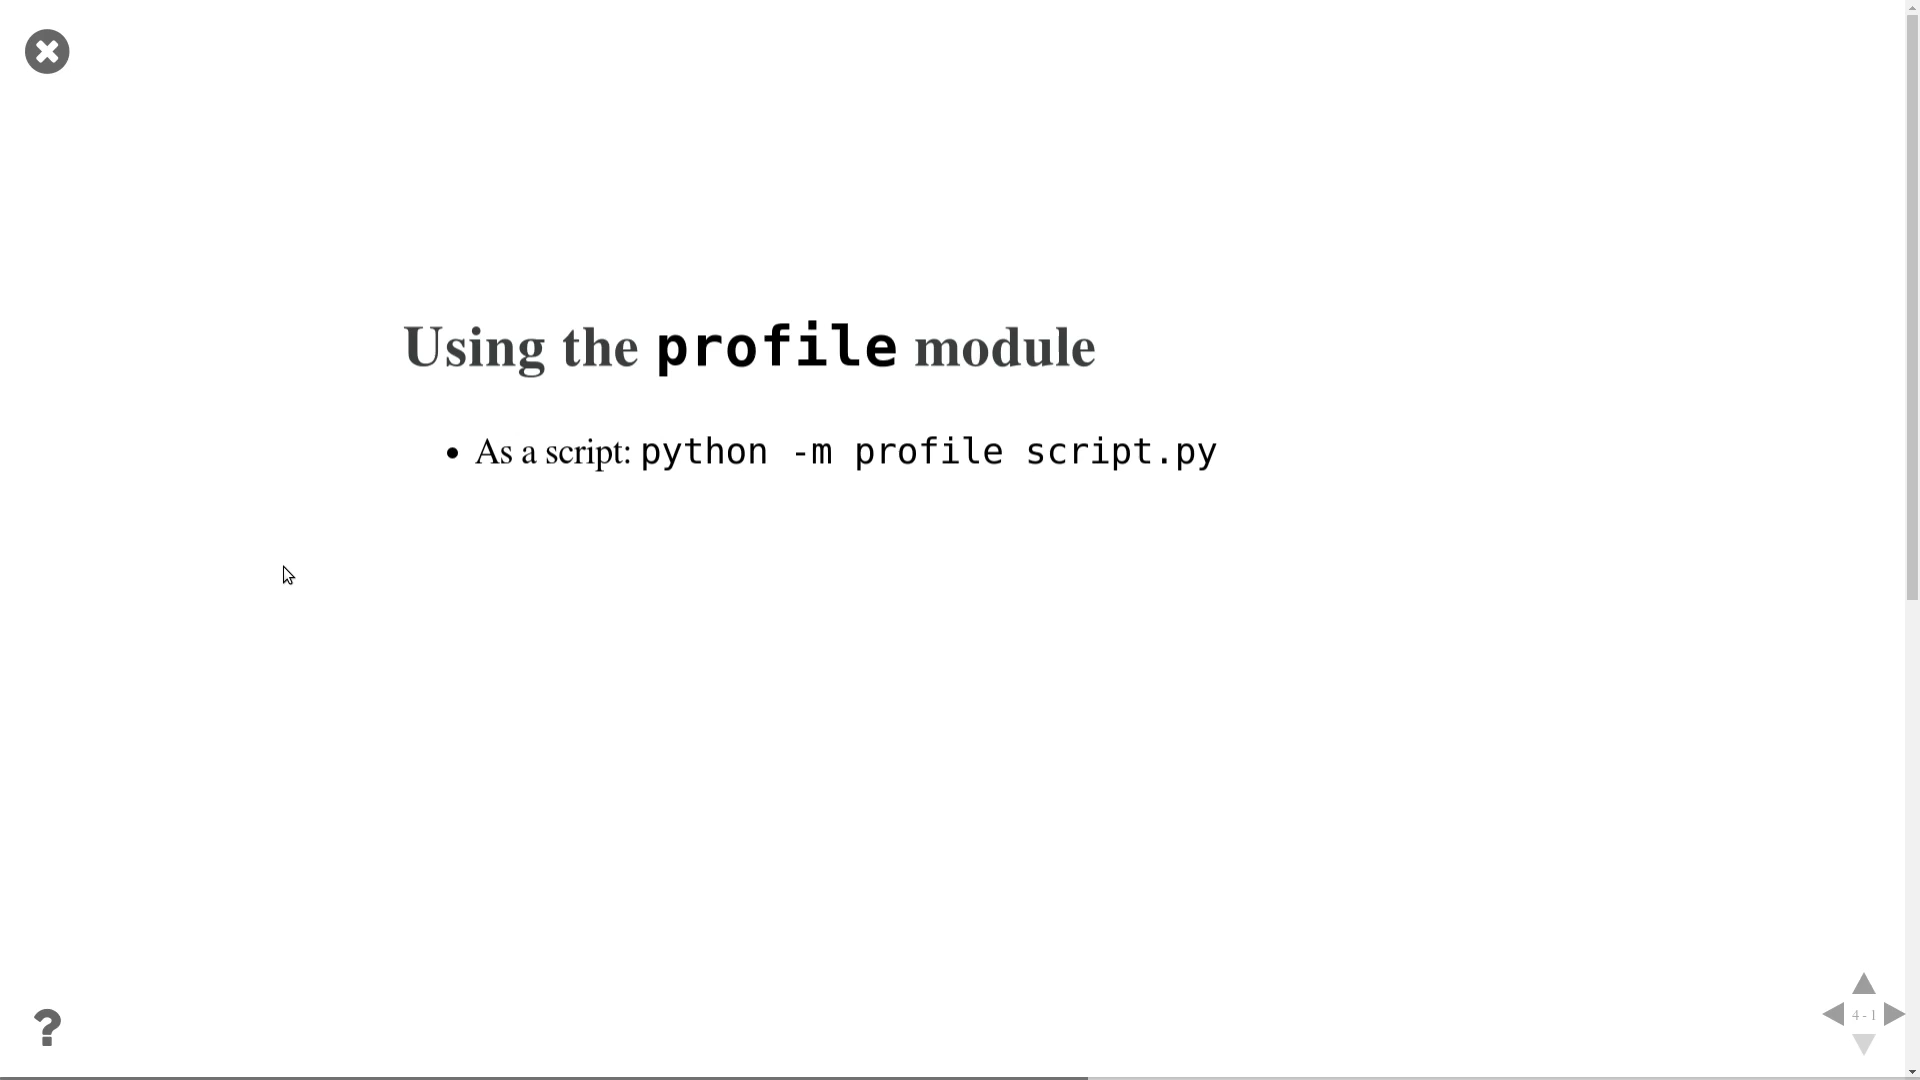 Using the profile module
• As a script: python -m profile script.py
?
4 - 1